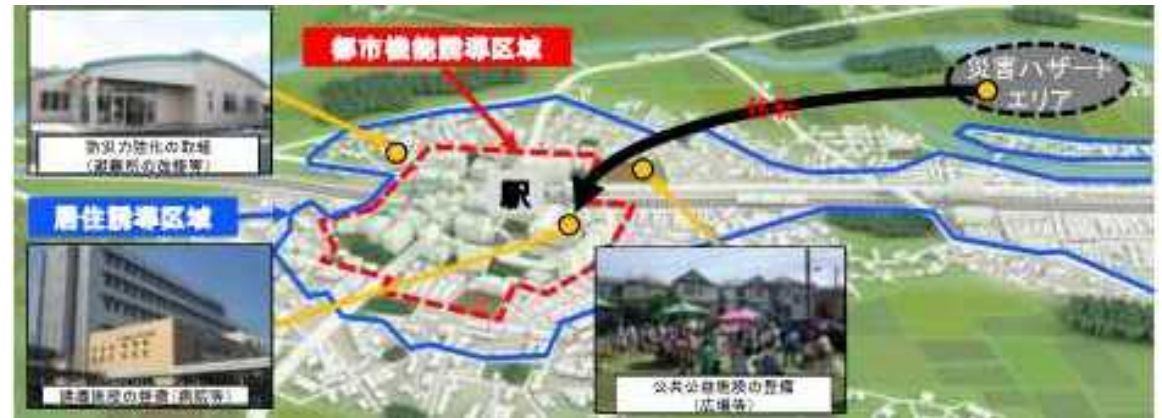 都市機能誘導区域
災害ハザード
エリア
防災力強化の取組
(避難所の改修等)
駅
居住誘導区域
誘導施設の整備(病院等)
公共公益施設の整備
(広場等)